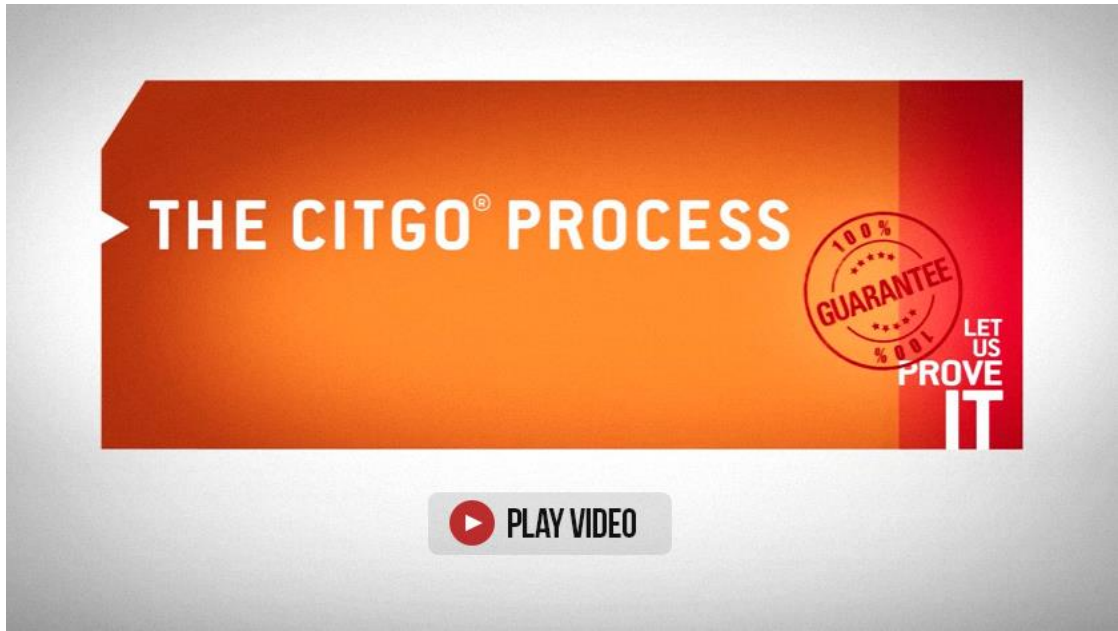 THE CITGO® PROCESS
100%
GUARANTEE
100%
LET
US
PROVE
IT
PLAY VIDEO